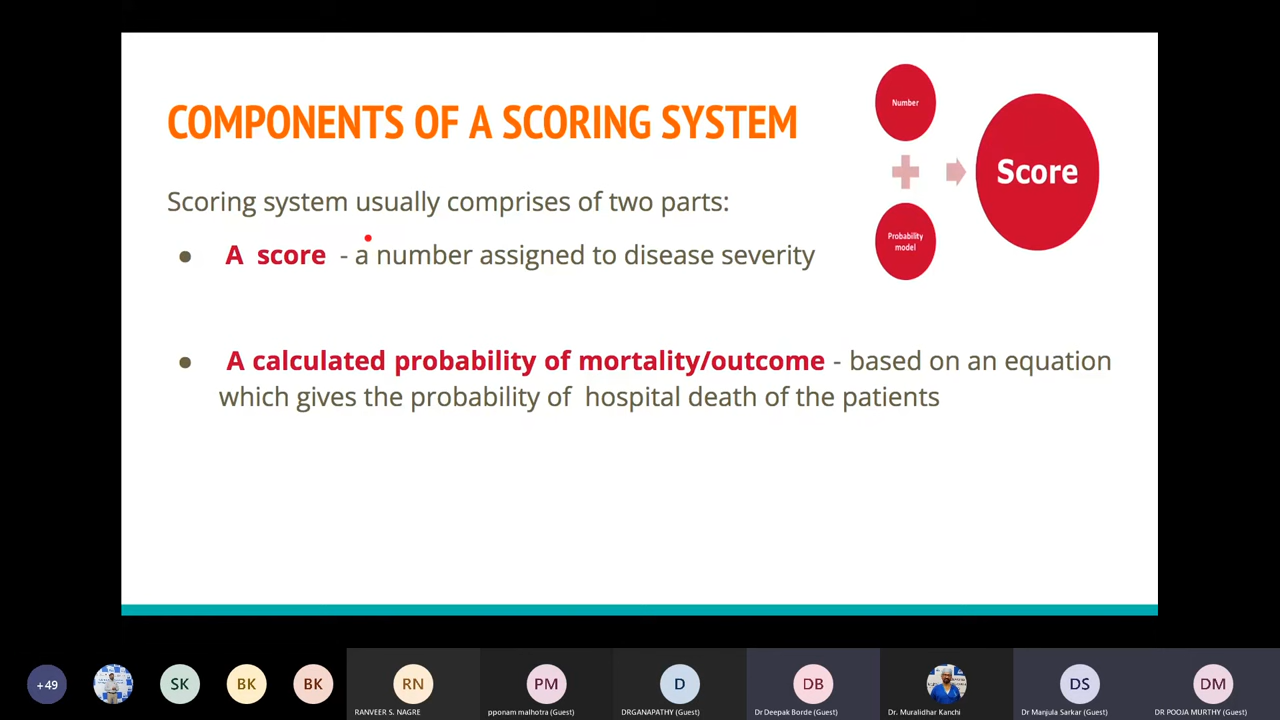 COMPONENTS OF A SCORING SYSTEM
Number
Probability
model
Score
Scoring system usually comprises of two parts:
● A score - a number assigned to disease severity
● A calculated probability of mortality/outcome - based on an equation
which gives the probability of hospital death of the patients
+49
SK
BK
BK
RN
RANVEER S. NAGRE
PM
pponam malhotra (Guest)
D
DRGANAPATHY (Guest)
DB
Dr Deepak Borde (Guest)
Dr. Muralidhar Kanchi
DS
Dr Manjula Sarkar (Guest)
DM
DR POOJA MURTHY (Guest)